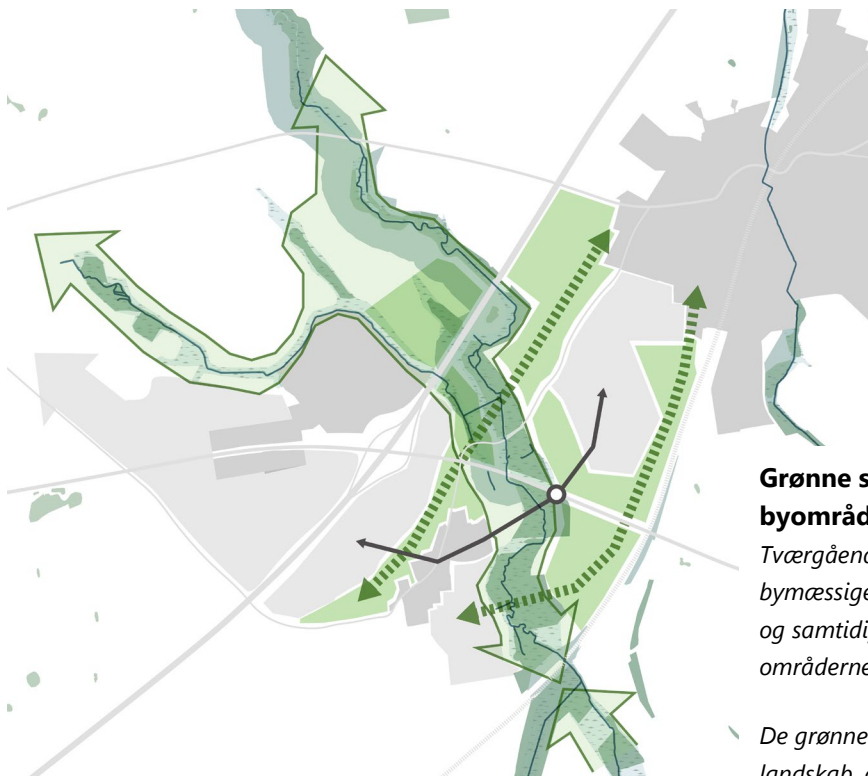 Grønne s
byområd
Tværgåend
bymæssige
og samtidi
områderne
De grønne
landskab,